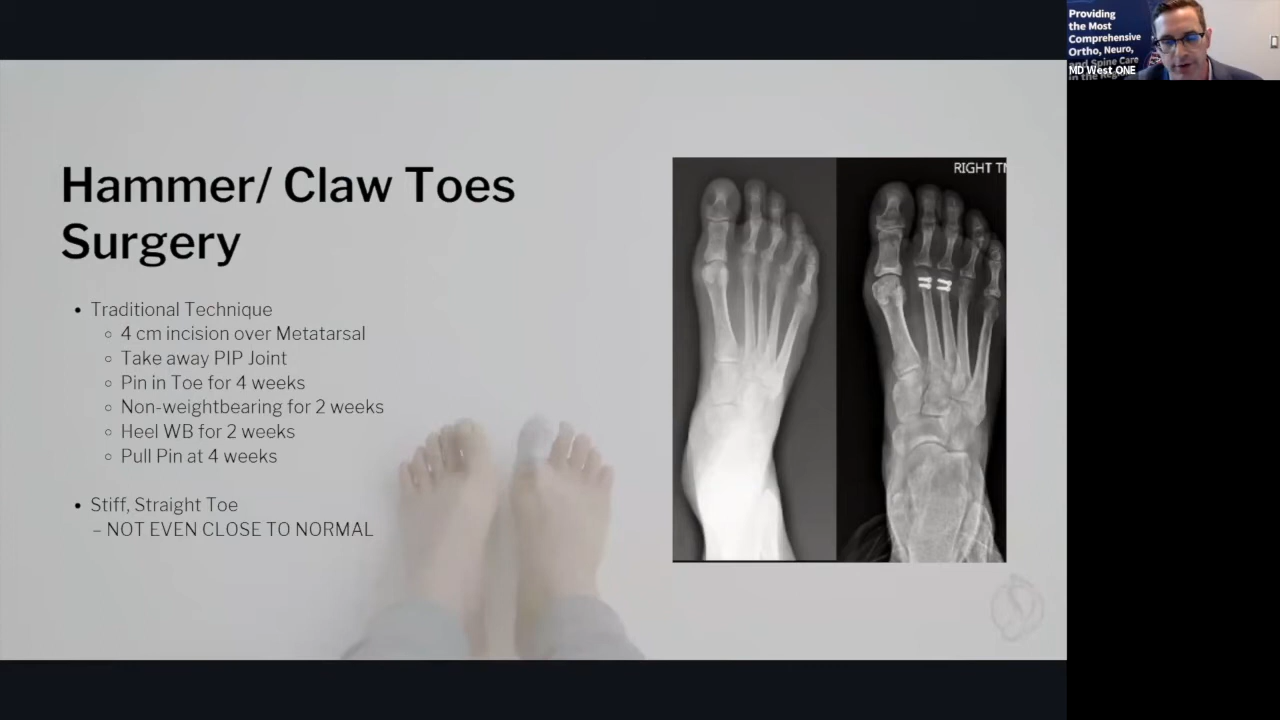 Hammer/ Claw Toes
Surgery
• Traditional Technique
◦ 4 cm incision over Metatarsal
◦ Take away PIP Joint
◦ Pin in Toe for 4 weeks
◦ Non-weightbearing for 2 weeks
◦ Heel WB for 2 weeks
◦ Pull Pin at 4 weeks
• Stiff, Straight Toe
– NOT EVEN CLOSE TO NORMAL
RIGHT
Providing
the Most
Comprehensive
Ortho, Neuro,
and Spine Care
MD West ONE
in the